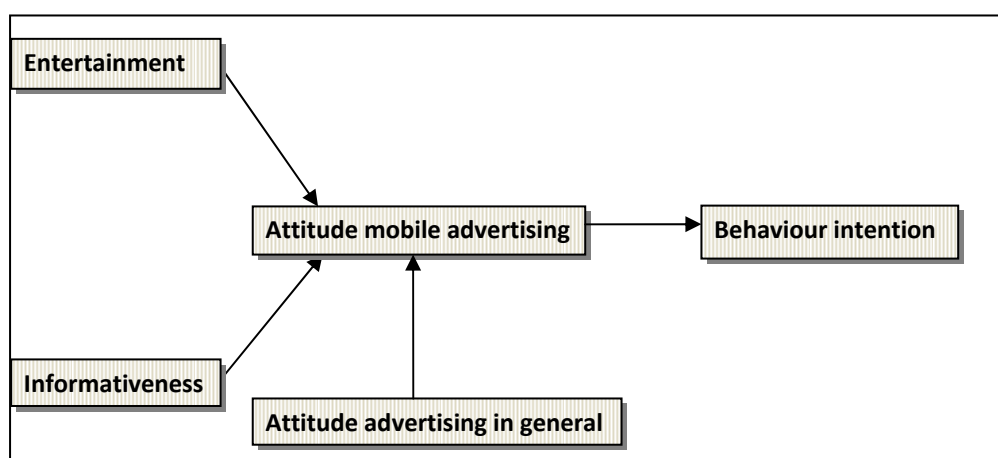 Entertainment
Attitude mobile advertising
Behaviour intention
Informativeness
Attitude advertising in general